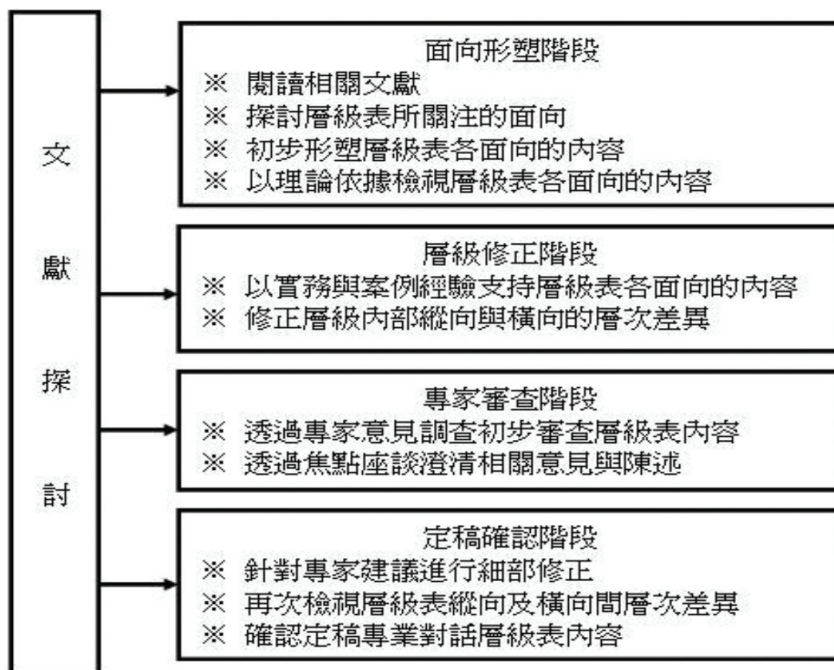 文獻探討
面向形塑階段
※ 閱讀相關文獻
※ 探討層級表所關注的面向
※ 初步形塑層級表各面向的內容
※ 以理論依據檢視層級表各面向的內容
層級修正階段
※ 以實務與案例經驗支持層級表各面向的內容
※ 修正層級內部縱向與橫向的層次差異
專家審查階段
※ 透過專家意見調查初步審查層級表內容
※ 透過焦點座談澄清相關意見與陳述
定稿確認階段
※ 針對專家建議進行細部修正
※ 再次檢視層級表縱向及橫向間層次差異
※ 確認定稿專業對話層級表內容